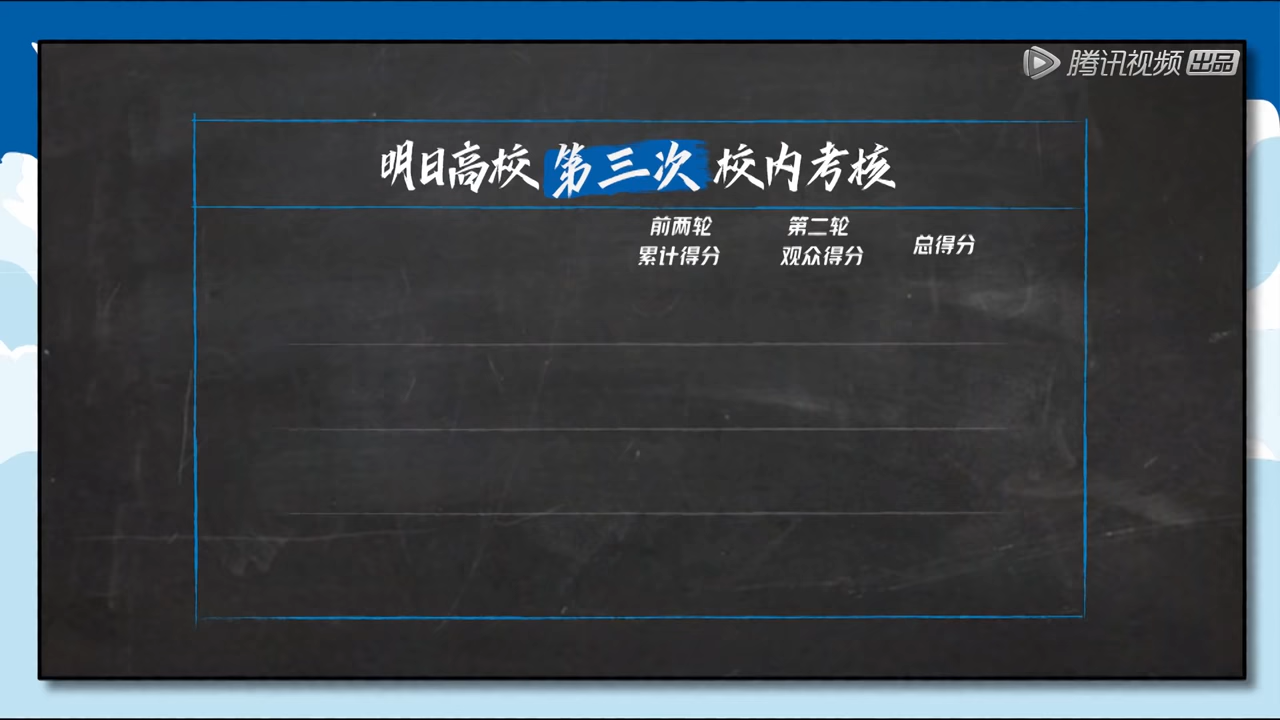 腾讯视频 出品
明日高校 第三次 校内考核
前两轮 第二轮
累计得分 观众得分 总得分